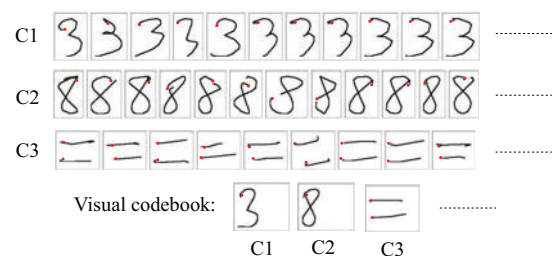 C1 3 3 3 3 3 3 3 3 3 3 3 ............
C2 8 8 8 8 8 8 8 8 8 8 8 8 ............
C3 = = = = = = = = = ............
Visual codebook: 3 8 = ............
C1 C2 C3